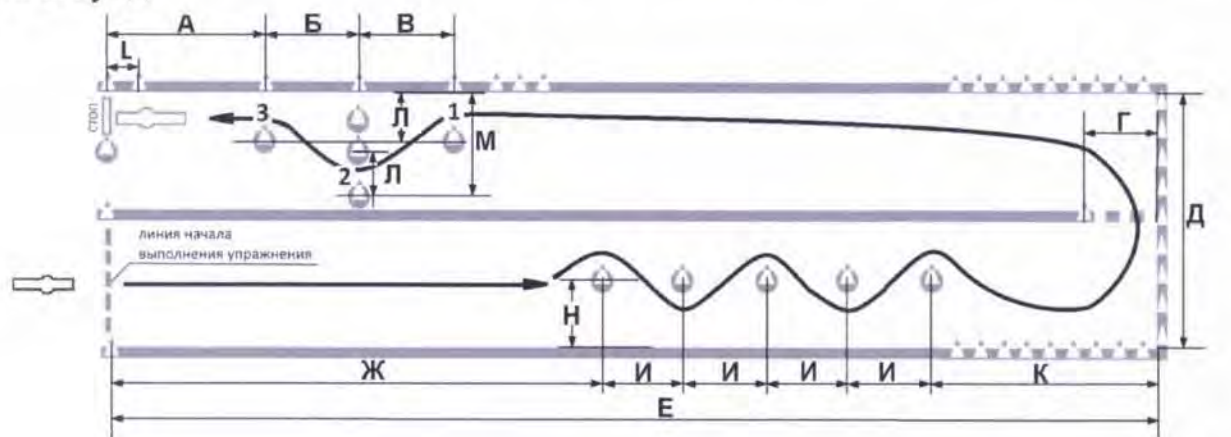 А Б В
L
СТОП
3
Л
1
М
Г
2
Л
Д
линия начала
выполнения упражнения
Н
Ж И И И И К
Е